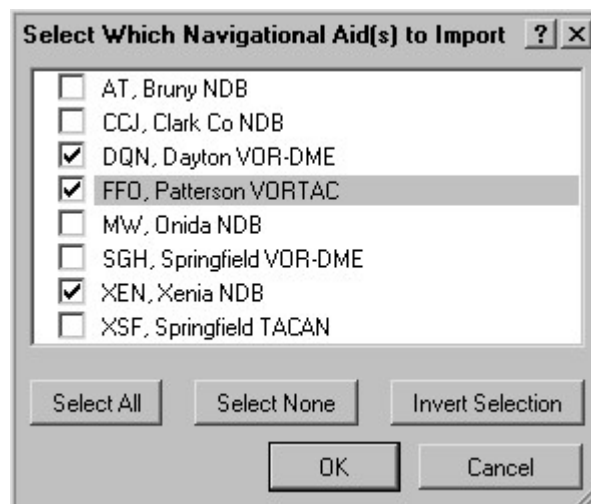 Select Which Navigational Aid(s) to Import ? ×
AT, Bruny NDB
CCJ, Clark Co NDB
DQN, Dayton VOR-DME
FFO, Patterson VORTAC
MW, Onida NDB
SGH, Springfield VOR-DME
XEN, Xenia NDB
XSF, Springfield TACAN
Select All Select None Invert Selection
OK Cancel